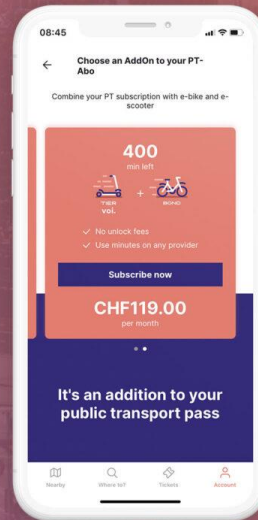 08:45
Choose an AddOn to your PT-
Abo
Combine your PT subscription with e-bike and e-
scooter
400
min left
+
TIER
voi.
BOND
No unlock fees
Use minutes on any provider
Subscribe now
CHF119.00
per month
It's an addition to your
public transport pass
Nearby
Where to?
Tickets
Account